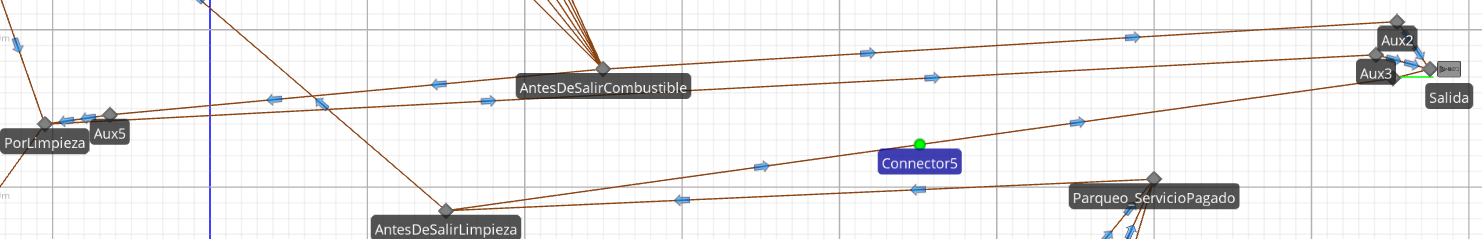 Aux2
Aux3
AntesDeSalirCombustible
Salida
Aux5
PorLimpieza
Connector5
Parqueo_ServicioPagado
AntesDeSalirLimpieza